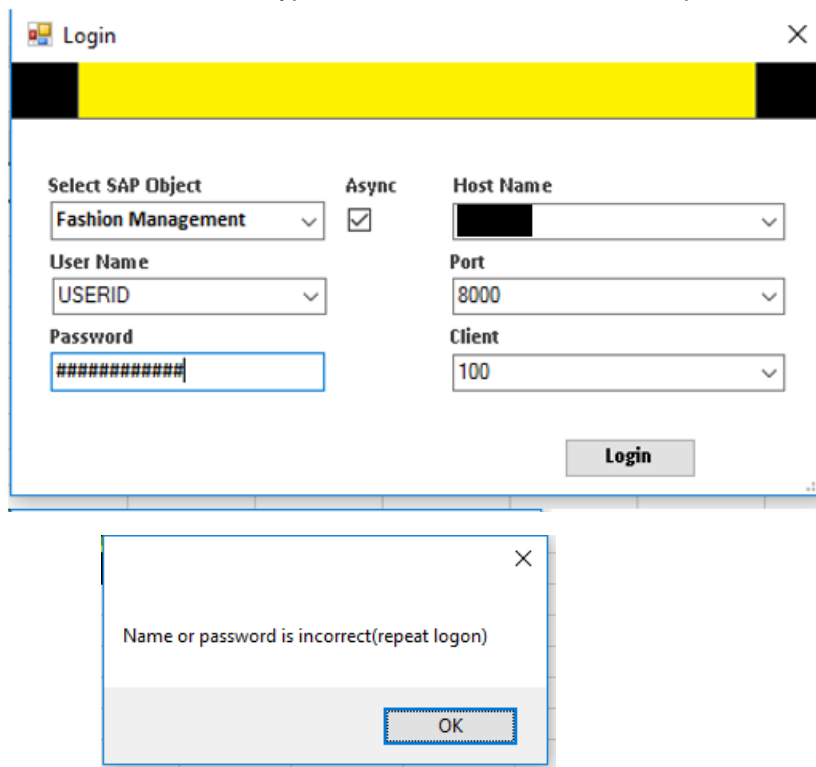 Login
Select SAP Object Async Host Name
Fashion Management
User Name Port
USERID 8000
Password Client
############ 100
Login
Name or password is incorrect(repeat logon)
OK